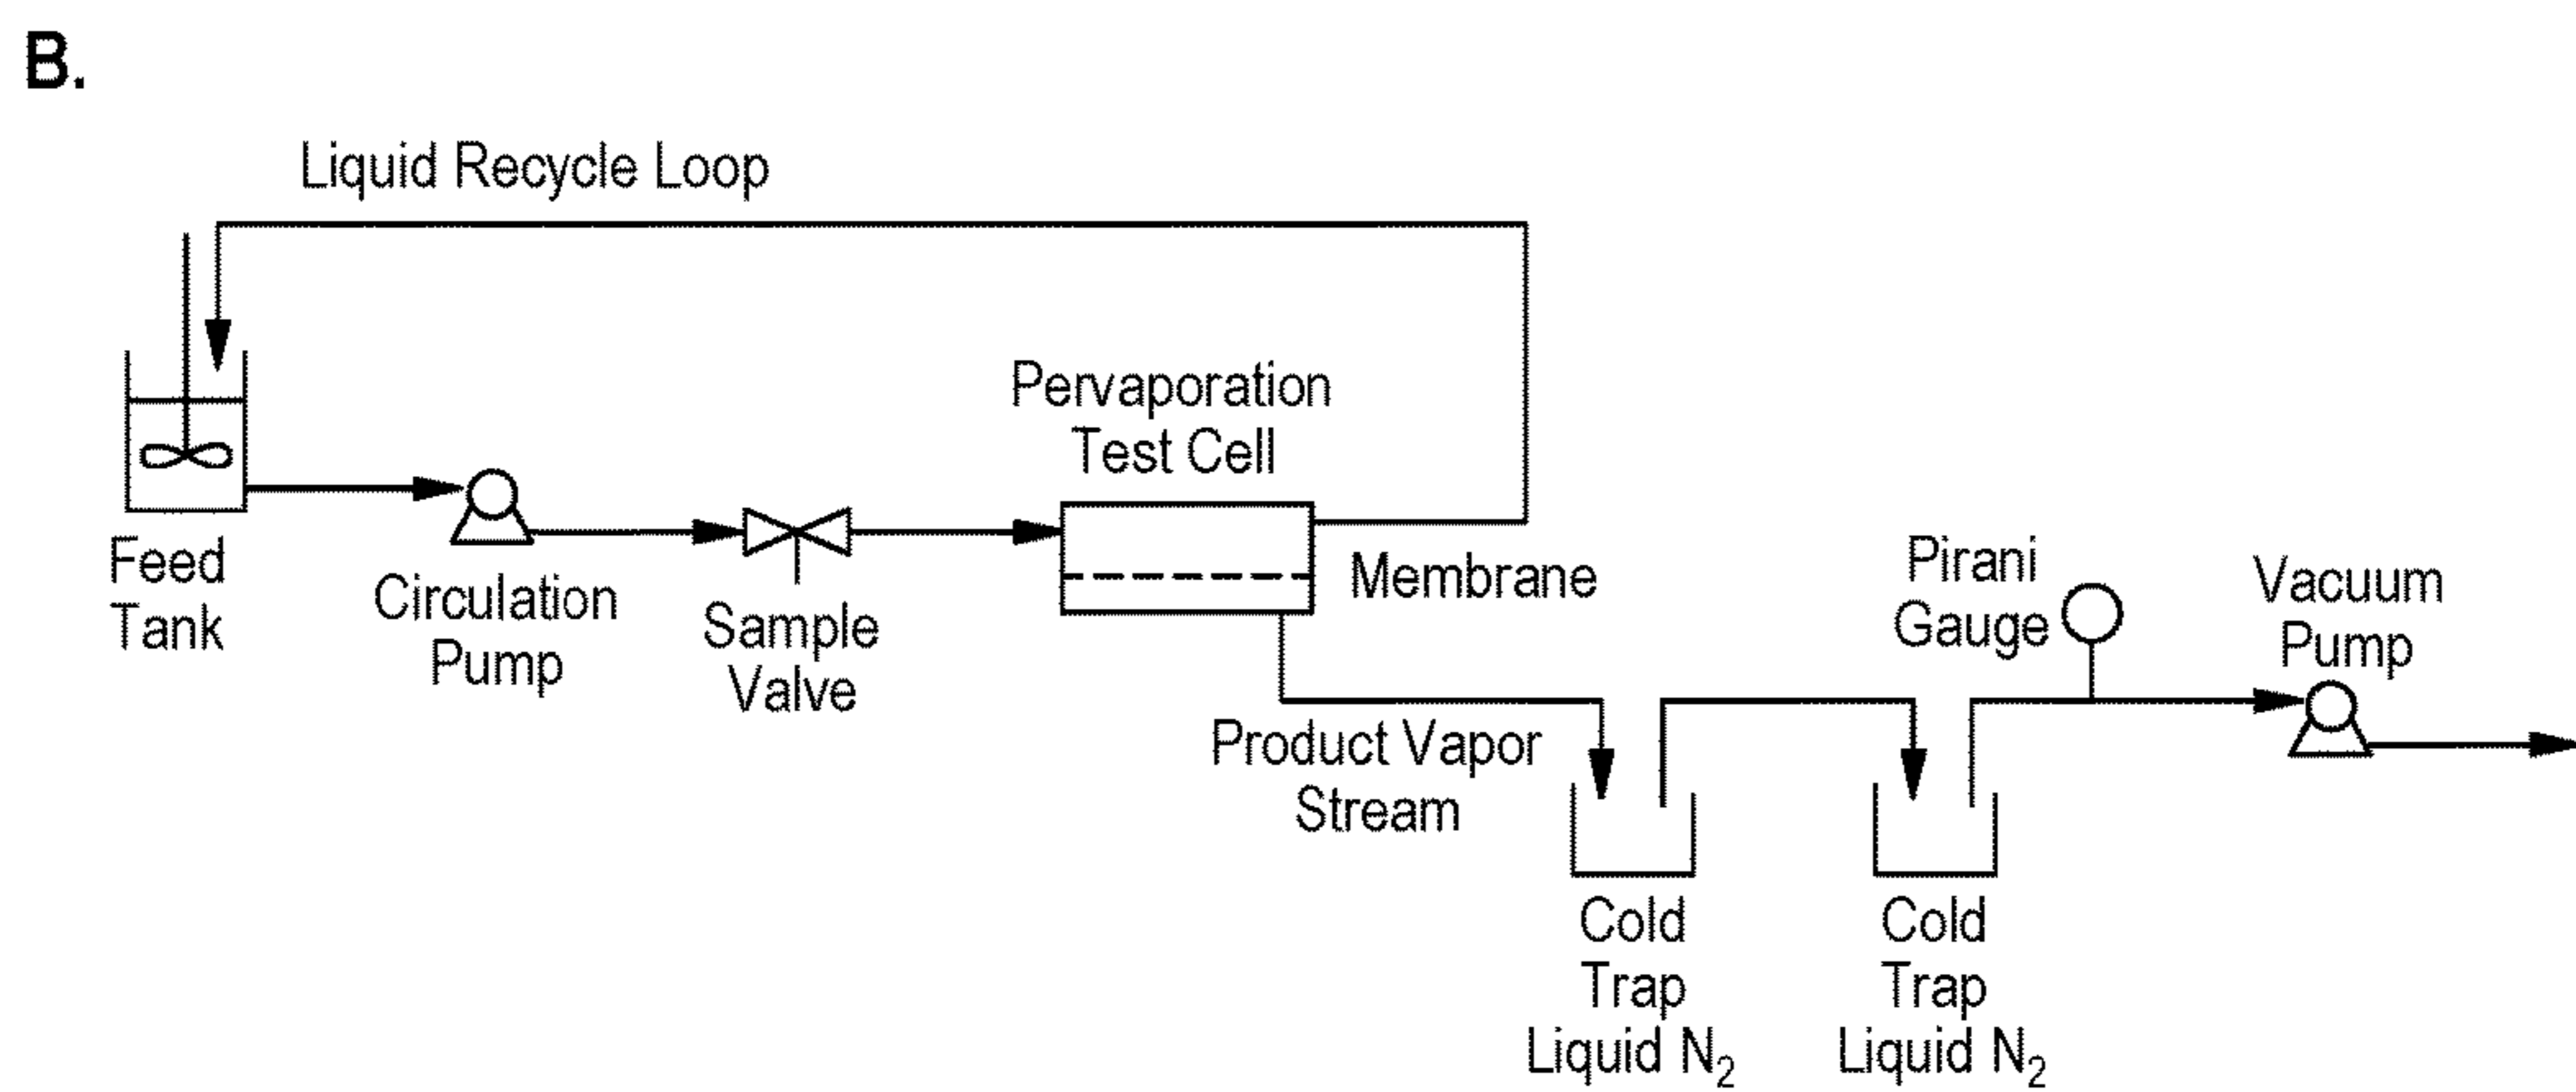 B.
Liquid Recycle Loop
Pervaporation
Test Cell
Feed
Tank
Circulation
Pump
Sample
Valve
Membrane
Product Vapor
Stream
Pirani
Gauge
Vacuum
Pump
Cold
Trap
Liquid N₂
Cold
Trap
Liquid N₂